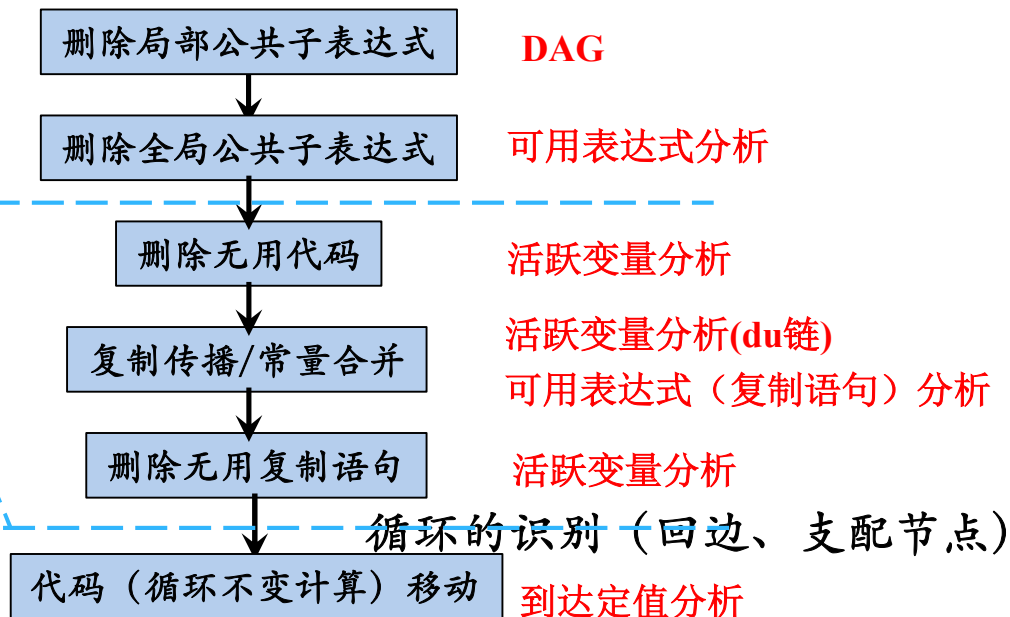 删除局部公共子表达式
DAG
删除全局公共子表达式
可用表达式分析
删除无用代码
活跃变量分析
复制传播/常量合并
活跃变量分析(du链)
可用表达式（复制语句）分析
删除无用复制语句
活跃变量分析
循环的识别（回边、支配节点）
代码（循环不变计算）移动
到达定值分析